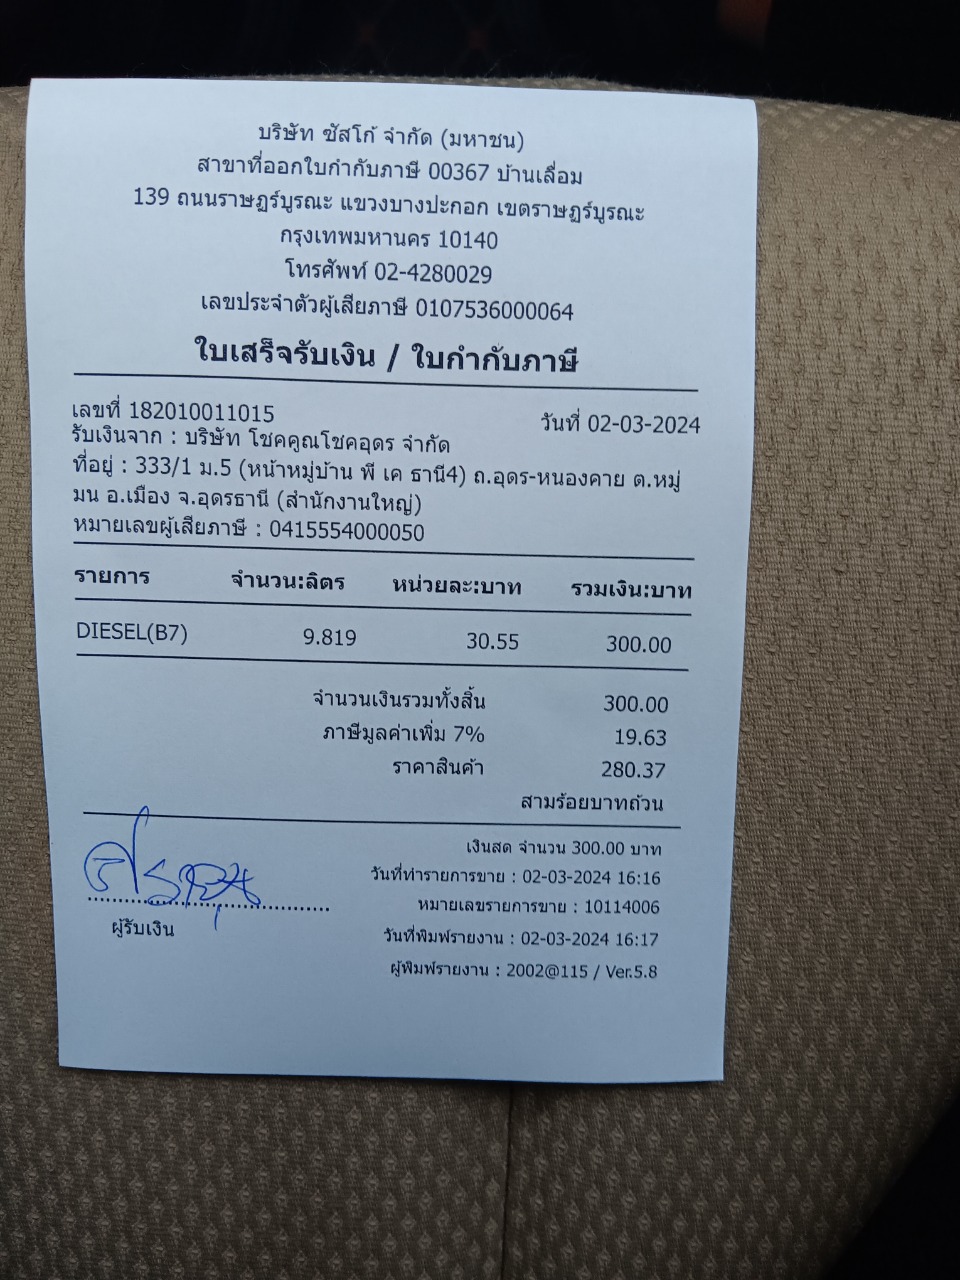 บริษัท ซัสโก้ จำกัด (มหาชน)
สาขาที่ออกใบกำกับภาษี 00367 บ้านเลื่อม
139 ถนนราษฎร์บูรณะ แขวงบางปะกอก เขตราษฎร์บูรณะ
กรุงเทพมหานคร 10140
โทรศัพท์ 02-4280029
เลขประจำตัวผู้เสียภาษี 0107536000064
ใบเสร็จรับเงิน / ใบกำกับภาษี
เลขที่ 182010011015 วันที่ 02-03-2024
รับเงินจาก : บริษัท โชคคูณโชคอุดร จำกัด
ที่อยู่ : 333/1 ม.5 (หน้าหมู่บ้าน พี เค ธานี4) ถ.อุดร-หนองคาย ต.หมู่
มน อ.เมือง จ.อุดรธานี (สำนักงานใหญ่)
หมายเลขผู้เสียภาษี : 0415554000050
รายการ จำนวน:ลิตร หน่วยละ:บาท รวมเงิน:บาท
DIESEL(B7) 9.819 30.55 300.00
จำนวนเงินรวมทั้งสิ้น 300.00
ภาษีมูลค่าเพิ่ม 7% 19.63
ราคาสินค้า 280.37
สามร้อยบาทถ้วน
เงินสด จำนวน 300.00 บาท
วันที่ทำรายการขาย : 02-03-2024 16:16
หมายเลขรายการขาย : 10114006
ผู้รับเงิน
วันที่พิมพ์รายงาน : 02-03-2024 16:17
ผู้พิมพ์รายงาน : 2002@115 / Ver.5.8